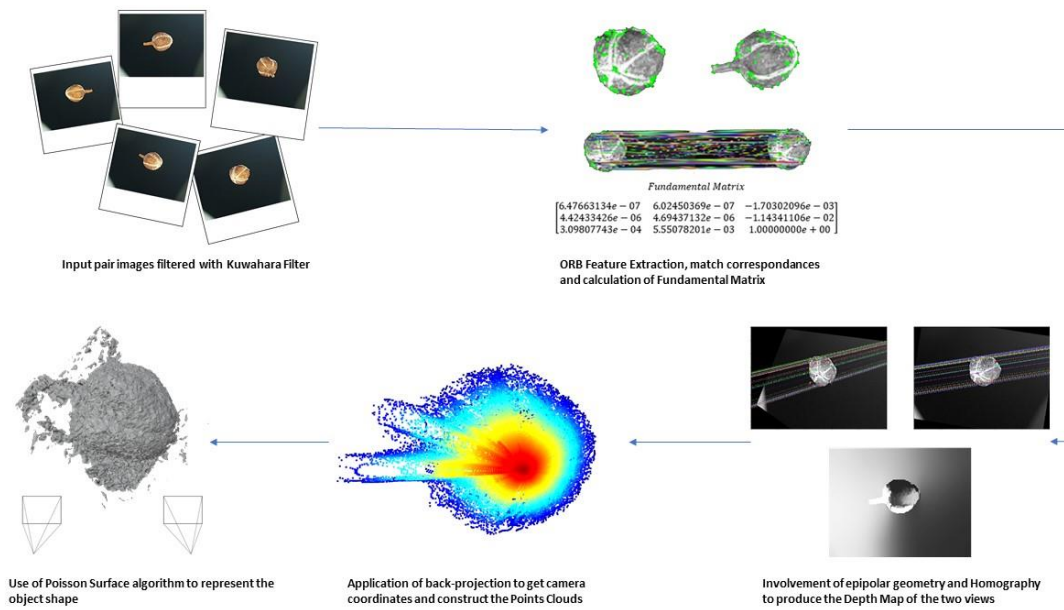 Fundamental Matrix
[6.47663134e − 07 6.02450369e − 07 −1.70302096e − 03]
4.42433426e − 06 4.69437132e − 06 −1.14341106e − 02
3.09807743e − 04 5.55078201e − 03 1.00000000e + 00
Input pair images filtered with Kuwahara Filter
ORB Feature Extraction, match correspondances
and calculation of Fundamental Matrix
Use of Poisson Surface algorithm to represent the
object shape
Application of back-projection to get camera
coordinates and construct the Points Clouds
Involvement of epipolar geometry and Homography
to produce the Depth Map of the two views